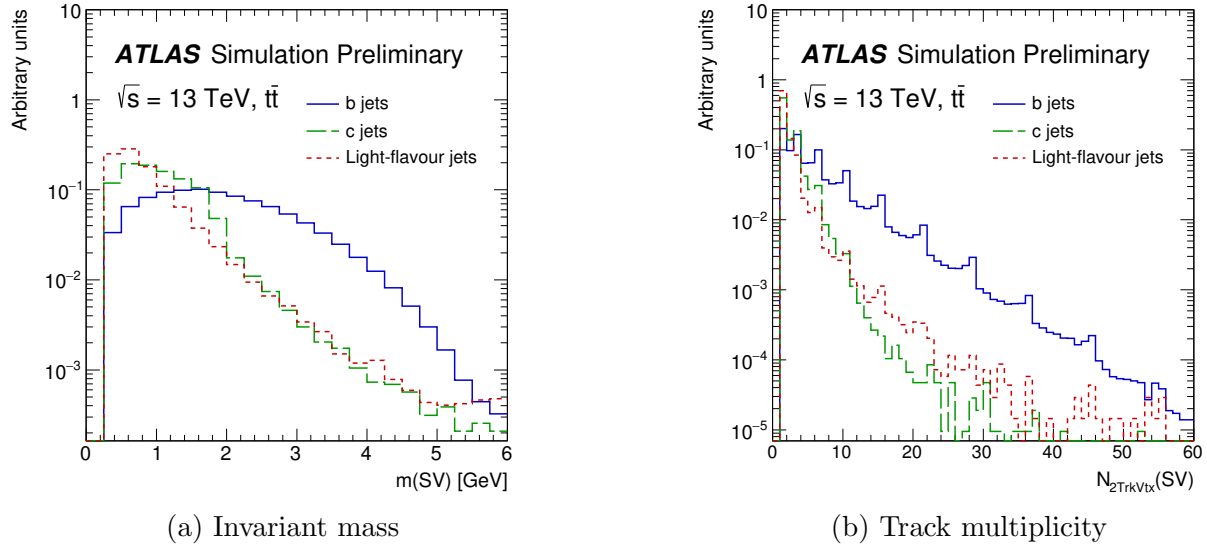 Arbitrary units
10
1
10⁻¹
10⁻²
10⁻³
ATLAS Simulation Preliminary
√s = 13 TeV, tt̄
b jets
c jets
Light-flavour jets
0 1 2 3 4 5 6
m(SV) [GeV]
(a) Invariant mass
Arbitrary units
10
1
10⁻¹
10⁻²
10⁻³
10⁻⁴
10⁻⁵
ATLAS Simulation Preliminary
√s = 13 TeV, tt̄
b jets
c jets
Light-flavour jets
0 10 20 30 40 50 60
N₂TrkVtx(SV)
(b) Track multiplicity